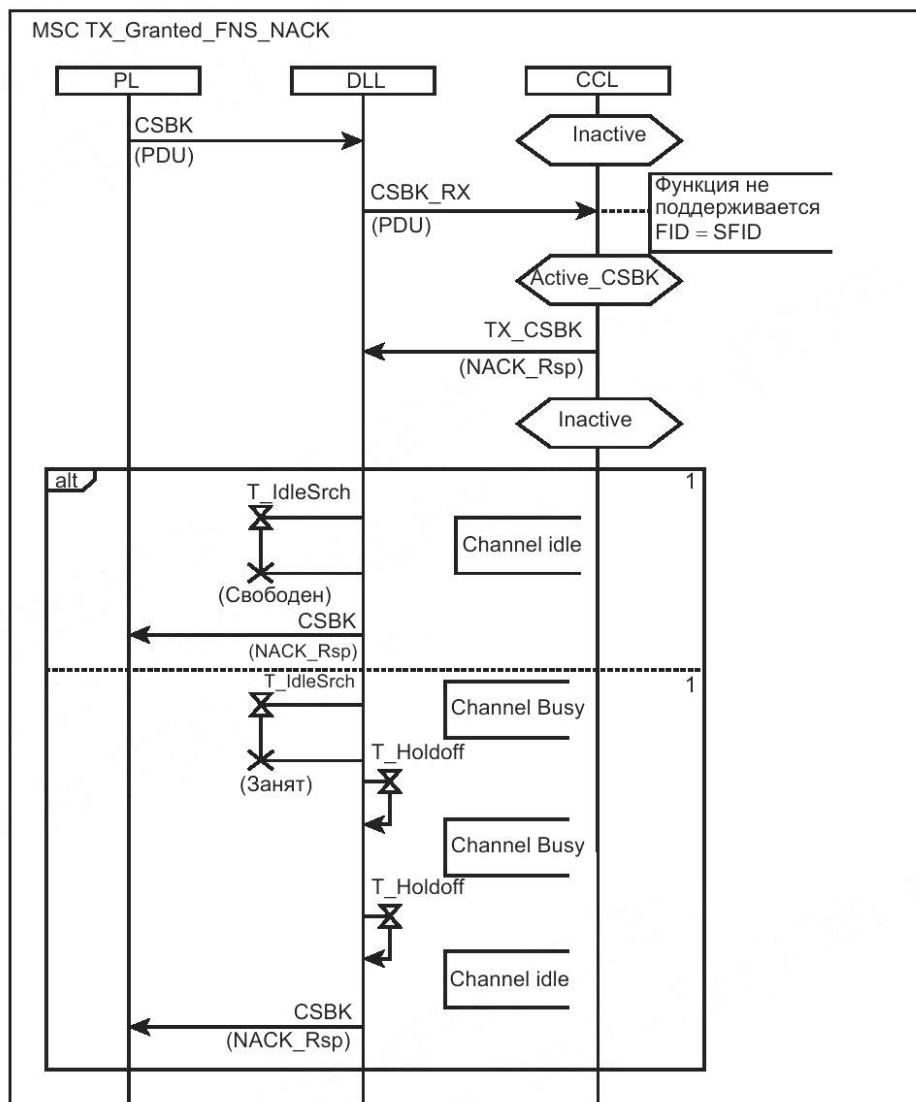 MSC TX_Granted_FNS_NACK
PL
DLL
CCL
CSBK
(PDU)
Inactive
CSBK_RX
(PDU)
Функция не
поддерживается
FID = SFID
Active_CSBK
TX_CSBK
(NACK_Rsp)
Inactive
alt
1
T_IdleSrch
Channel idle
(Свободен)
CSBK
(NACK_Rsp)
T_IdleSrch
1
Channel Busy
T_Holdoff
(Занят)
Channel Busy
T_Holdoff
Channel idle
CSBK
(NACK_Rsp)